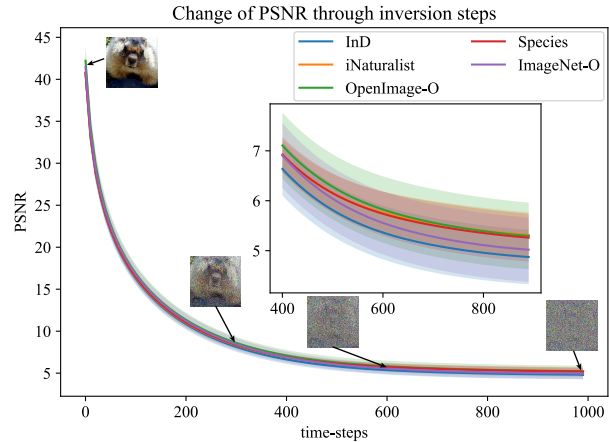 Change of PSNR through inversion steps
InD
iNaturalist
OpenImage-O
Species
ImageNet-O
PSNR
45
40
35
30
25
20
15
10
5
7
6
5
400
600
800
0
200
400
600
800
1000
time-steps